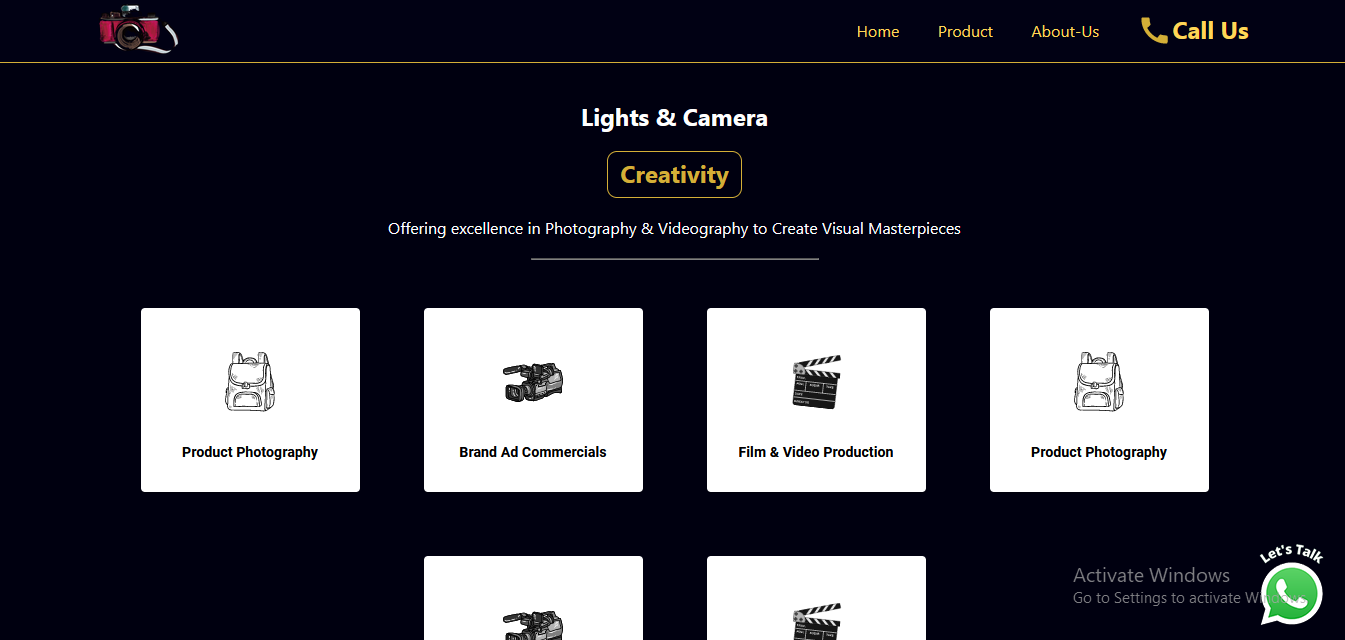 Home Product About-Us Call Us
Lights & Camera
Creativity
Offering excellence in Photography & Videography to Create Visual Masterpieces
Product Photography
Brand Ad Commercials
Film & Video Production
Product Photography
Let's Talk
Activate Windows
Go to Settings to activate Windows.